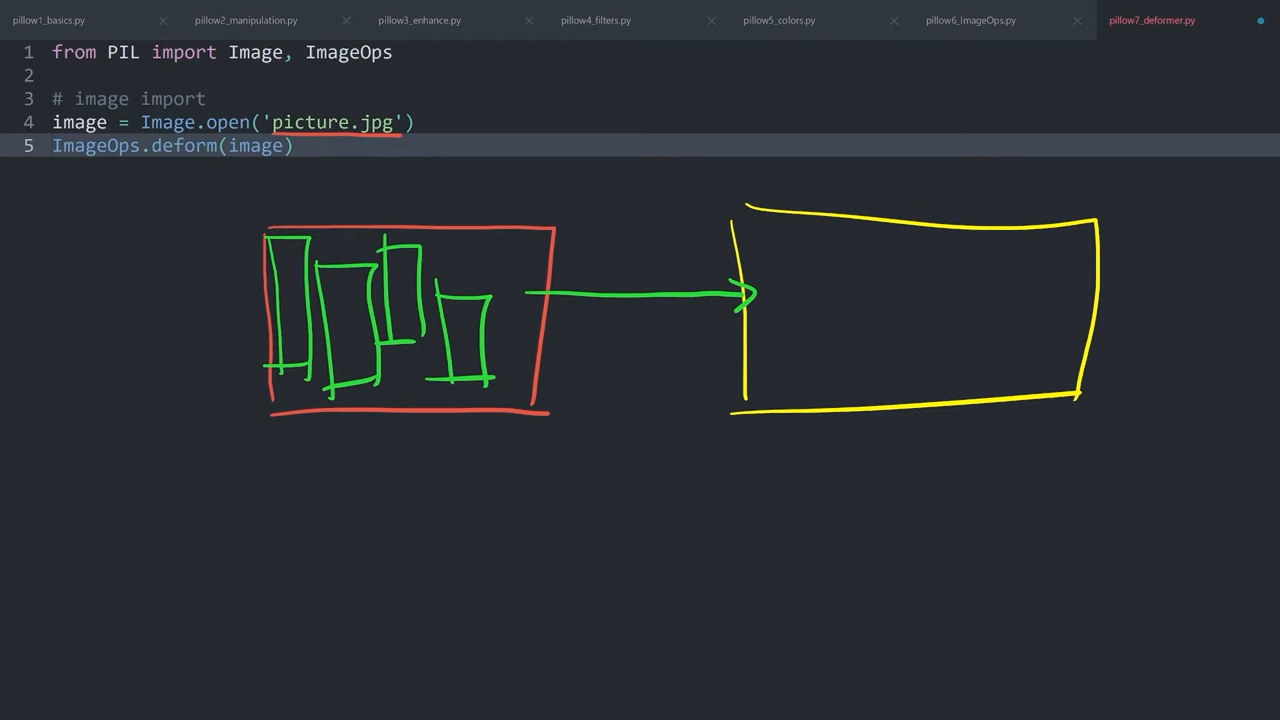 pillow1_basics.py pillow2_manipulation.py pillow3_enhance.py pillow4_filters.py pillow5_colors.py pillow6_ImageOps.py pillow7_deformer.py
1 from PIL import Image, ImageOps
2
3 # image import
4 image = Image.open('picture.jpg')
5 ImageOps.deform(image)